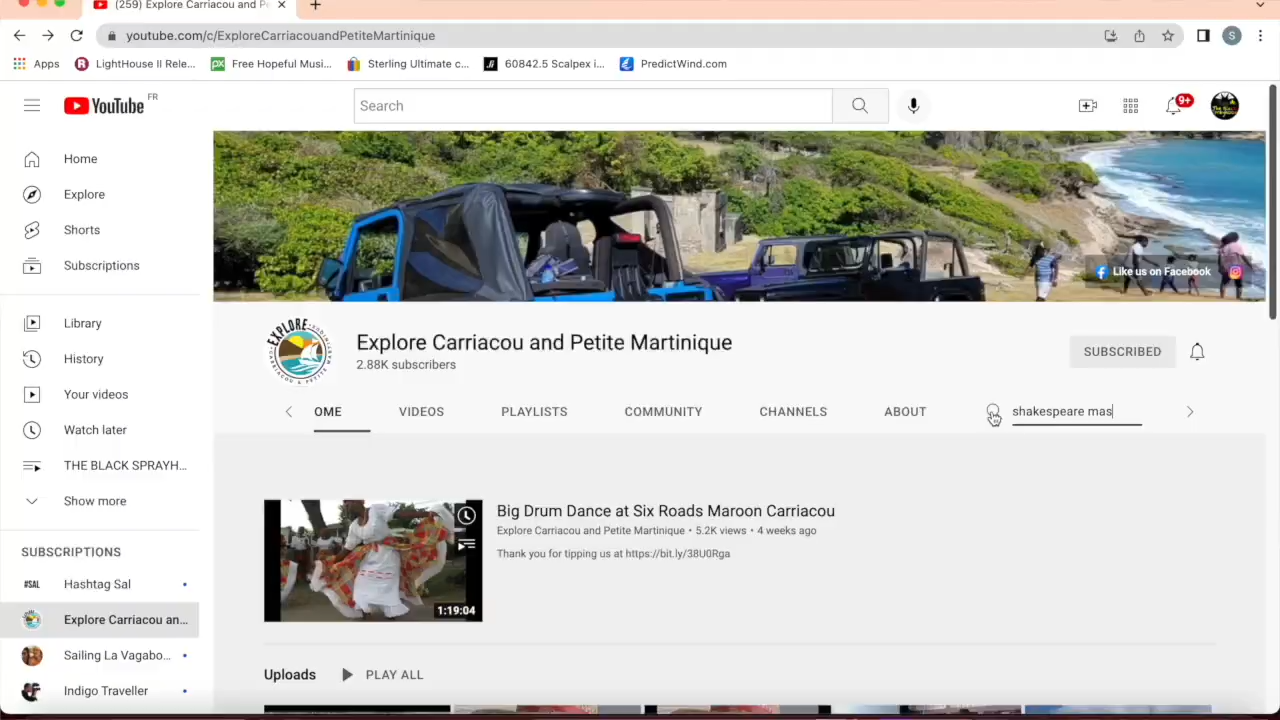 (259) Explore Carriacou and P
youtube.com/c/ExploreCarriacouandPetiteMartinique
S
Apps
LightHouse II Rele...
Free Hopeful Musi...
Sterling Ultimate c...
60842.5 Scalpex i...
PredictWind.com
YouTube FR
Search
9+
Home
Explore
Shorts
Subscriptions
Library
History
Your videos
Watch later
THE BLACK SPRAYH...
Show more
SUBSCRIPTIONS
#SAL Hashtag Sal
Explore Carriacou an...
Sailing La Vagabo...
Indigo Traveller
Like us on Facebook
EXPLORE
Explore Carriacou and Petite Martinique
2.88K subscribers
SUBSCRIBED
OME
VIDEOS
PLAYLISTS
COMMUNITY
CHANNELS
ABOUT
shakespeare mas
1:19:04
Big Drum Dance at Six Roads Maroon Carriacou
Explore Carriacou and Petite Martinique • 5.2K views • 4 weeks ago
Thank you for tipping us at https://bit.ly/38U0Rga
Uploads
PLAY ALL